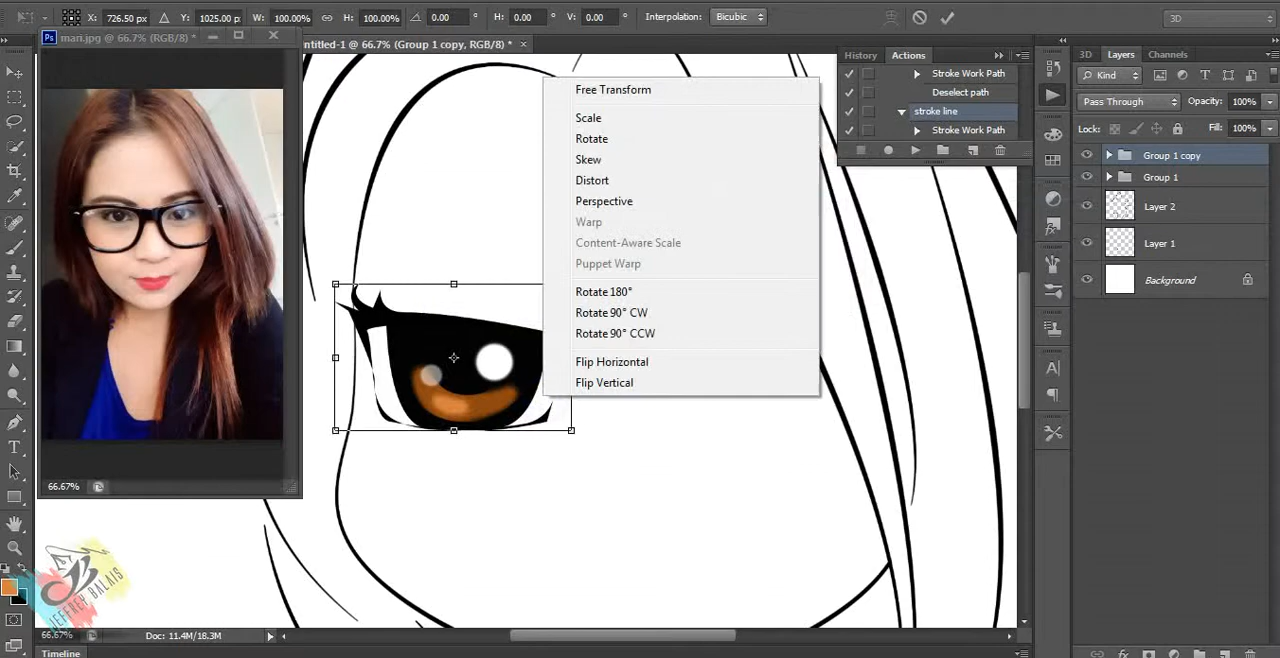 X: 726.50 px Y: 1025.00 p: W: 100.00% H: 100.00% 0.00 ° H: 0.00 ° V: 0.00 ° Interpolation: Bicubic 3D
Ps mari.jpg @ 66.7% (RGB/8) *
ntitled-1 @ 66.7% (Group 1 copy, RGB/8) *
History Actions
Stroke Work Path
Deselect path
stroke line
Stroke Work Path
3D Layers Channels
Kind
Pass Through Opacity: 100%
Lock: Fill: 100%
Group 1 copy
Group 1
Layer 2
Layer 1
Background
Free Transform
Scale
Rotate
Skew
Distort
Perspective
Warp
Content-Aware Scale
Puppet Warp
Rotate 180°
Rotate 90° CW
Rotate 90° CCW
Flip Horizontal
Flip Vertical
66.67%
JEFFREY BALAIS
66.67% Doc: 11.4M/18.3M
Timeline